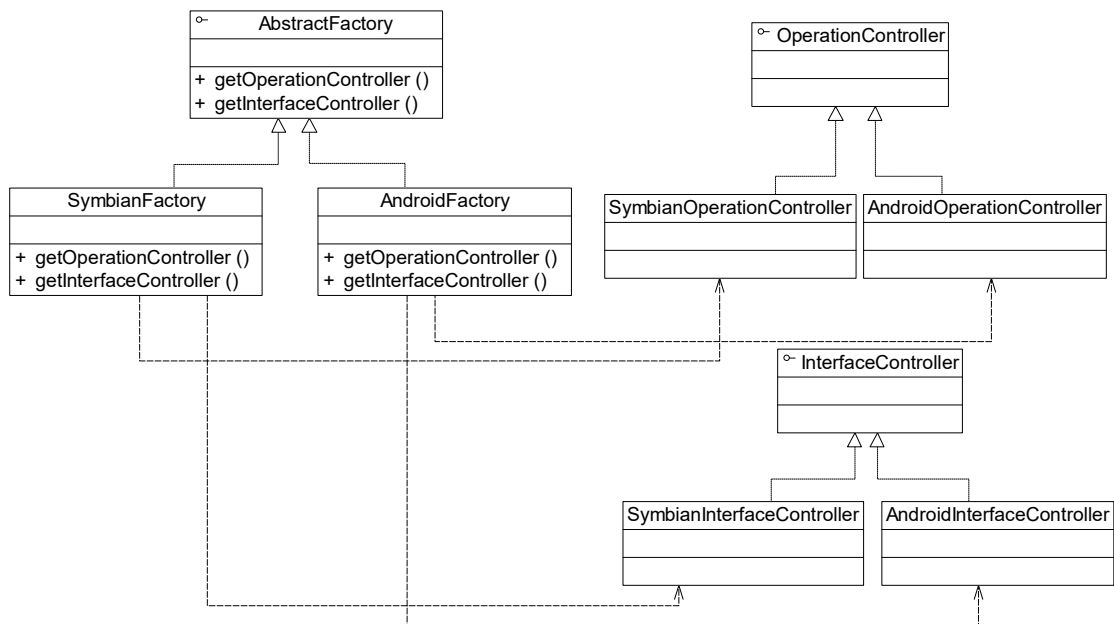 AbstractFactory
+ getOperationController ()
+ getInterfaceController ()
OperationController
SymbianFactory
+ getOperationController ()
+ getInterfaceController ()
AndroidFactory
+ getOperationController ()
+ getInterfaceController ()
SymbianOperationController
AndroidOperationController
InterfaceController
SymbianInterfaceController
AndroidInterfaceController